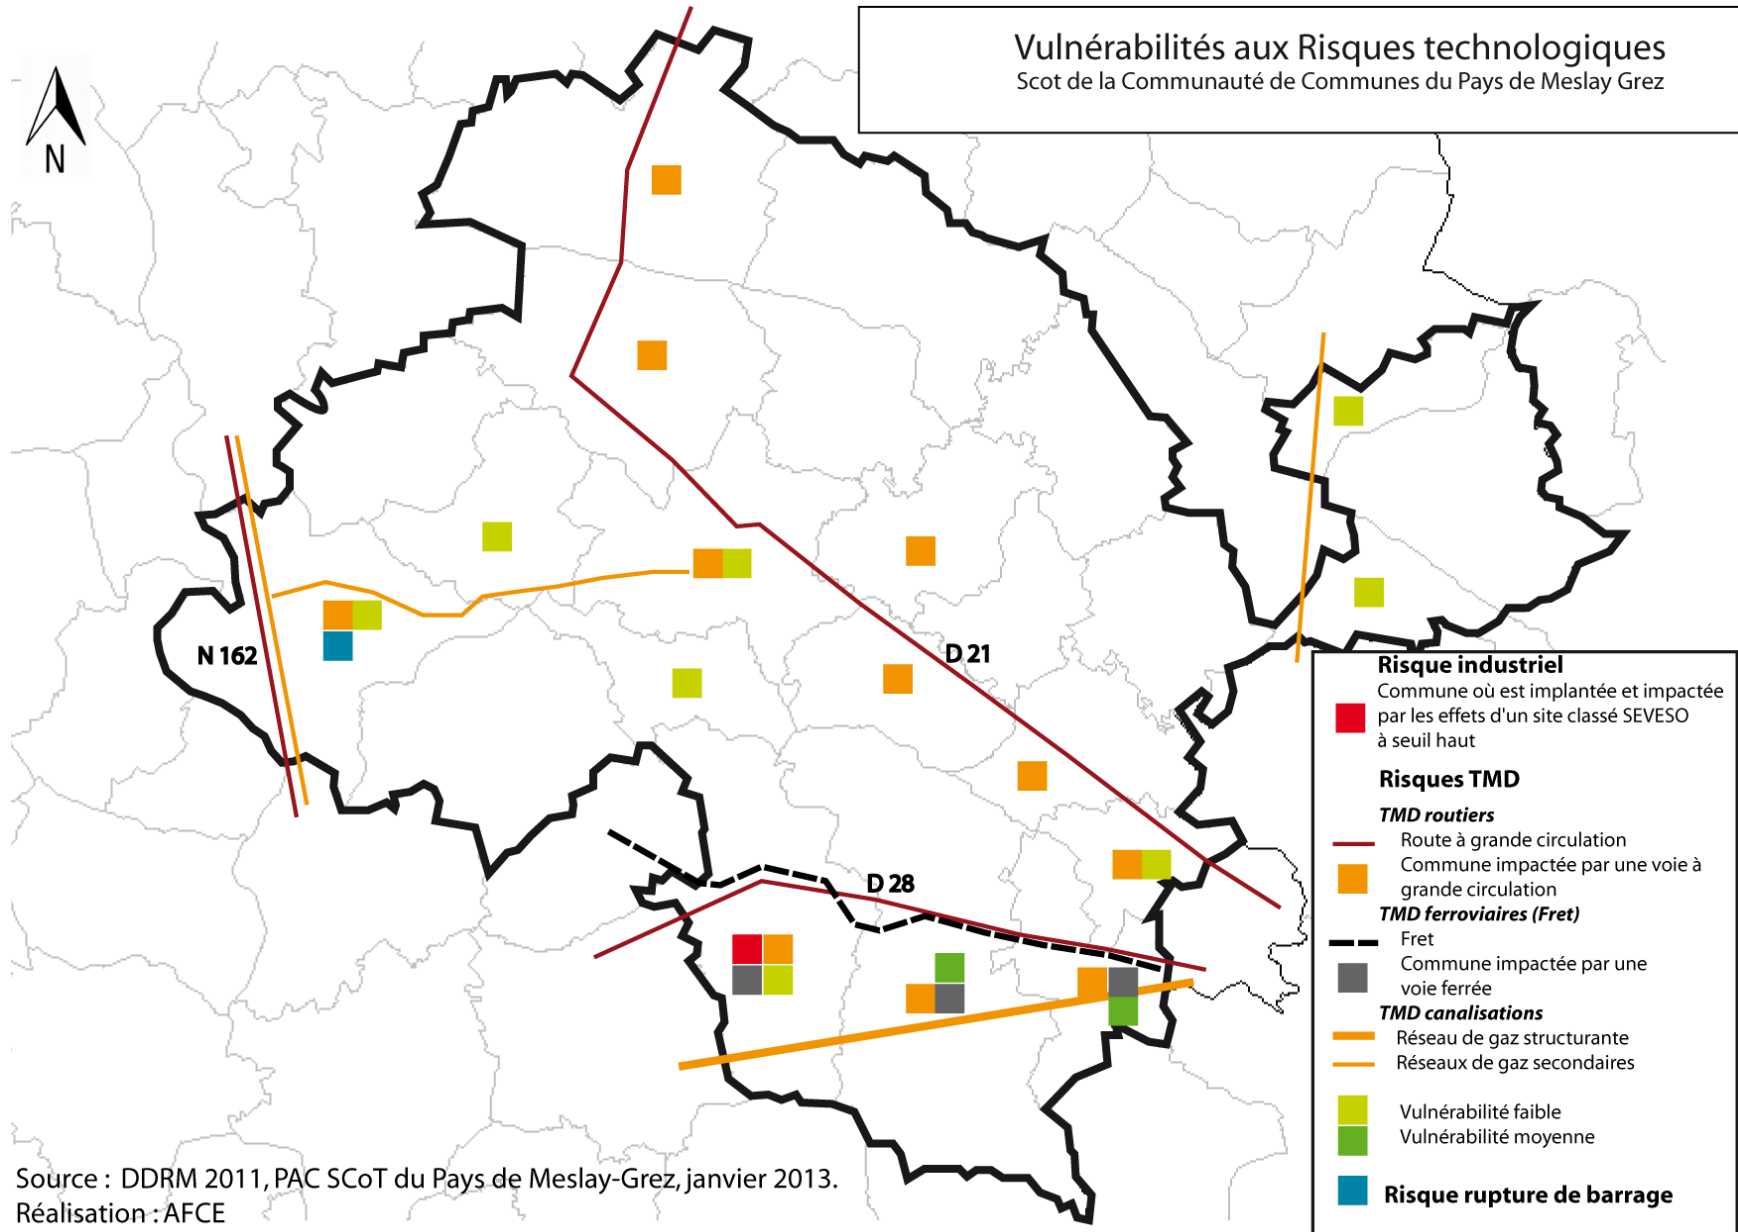 Vulnérabilités aux Risques technologiques
Scot de la Communauté de Communes du Pays de Meslay Grez
N
N 162
D 21
D 28
Risque industriel
Commune où est implantée et impactée
par les effets d'un site classé SEVESO
à seuil haut
Risques TMD
TMD routiers
Route à grande circulation
Commune impactée par une voie à
grande circulation
TMD ferroviaires (Fret)
Fret
Commune impactée par une
voie ferrée
TMD canalisations
Réseau de gaz structurante
Réseaux de gaz secondaires
Vulnérabilité faible
Vulnérabilité moyenne
Risque rupture de barrage
Source : DDRM 2011, PAC SCoT du Pays de Meslay-Grez, janvier 2013.
Réalisation : AFCE